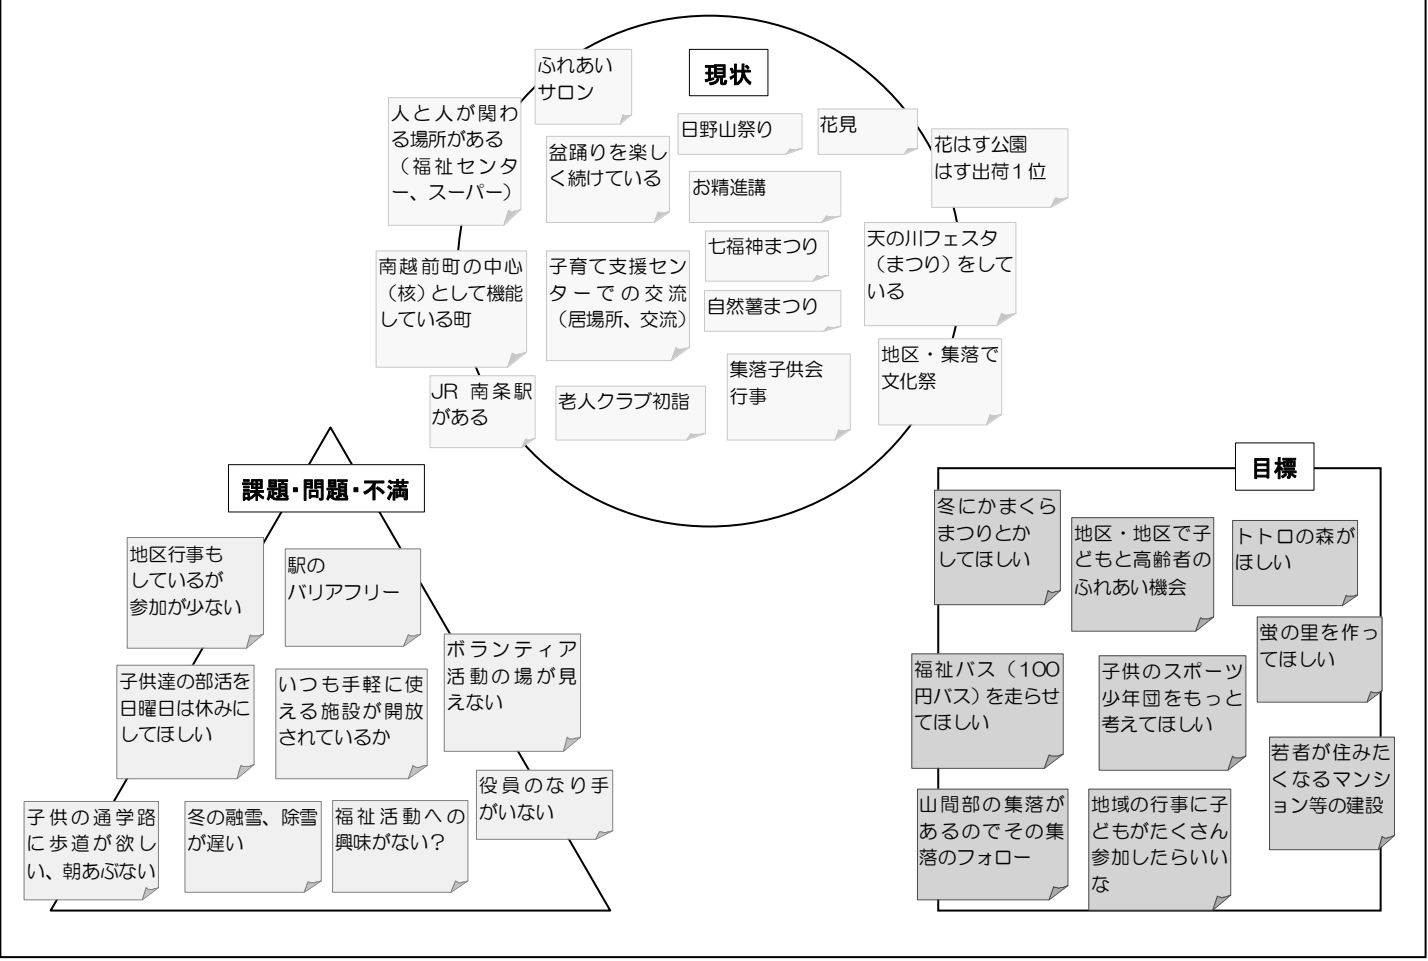 現状
ふれあい
サロン
人と人が関わ
る場所がある
（福祉センタ
ー、スーパー）
盆踊りを楽し
く続けている
日野山祭り
花見
花はす公園
はす出荷１位
お精進講
七福神まつり
天の川フェスタ
（まつり）をして
いる
南越前町の中心
（核）として機能
している町
子育て支援セン
ターでの交流
（居場所、交流）
自然薯まつり
地区・集落で
文化祭
集落子供会
行事
JR 南条駅
がある
老人クラブ初詣
課題・問題・不満
地区行事も
しているが
参加が少ない
駅の
バリアフリー
ボランティア
活動の場が見
えない
子供達の部活を
日曜日は休みに
してほしい
いつも手軽に使
える施設が開放
されているか
役員のなり手
がいない
子供の通学路
に歩道が欲し
い、朝あぶない
冬の融雪、除雪
が遅い
福祉活動への
興味がない？
目標
冬にかまくら
まつりとか
してほしい
地区・地区で子
どもと高齢者の
ふれあい機会
トトロの森が
ほしい
蛍の里を作っ
てほしい
福祉バス（100
円バス）を走らせ
てほしい
子供のスポーツ
少年団をもっと
考えてほしい
若者が住みた
くなるマンシ
ョン等の建設
山間部の集落が
あるのでその集
落のフォロー
地域の行事に子
どもがたくさん
参加したらいい
な